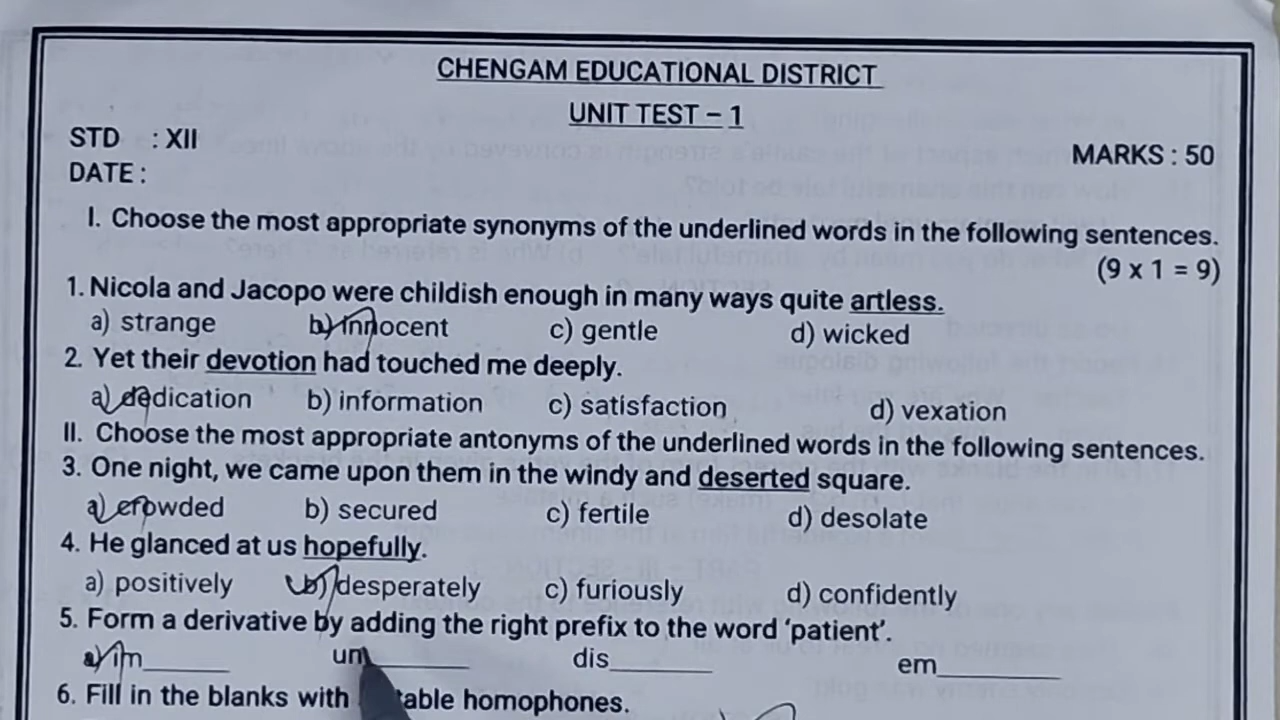 CHENGAM EDUCATIONAL DISTRICT
UNIT TEST – 1
STD : XII
MARKS : 50
DATE :
I. Choose the most appropriate synonyms of the underlined words in the following sentences.
(9 x 1 = 9)
1. Nicola and Jacopo were childish enough in many ways quite artless.
a) strange b) innocent c) gentle d) wicked
2. Yet their devotion had touched me deeply.
a) dedication b) information c) satisfaction d) vexation
II. Choose the most appropriate antonyms of the underlined words in the following sentences.
3. One night, we came upon them in the windy and deserted square.
a) crowded b) secured c) fertile d) desolate
4. He glanced at us hopefully.
a) positively b) desperately c) furiously d) confidently
5. Form a derivative by adding the right prefix to the word ‘patient’.
a) im______ un______ dis______ em______
6. Fill in the blanks with homophones.